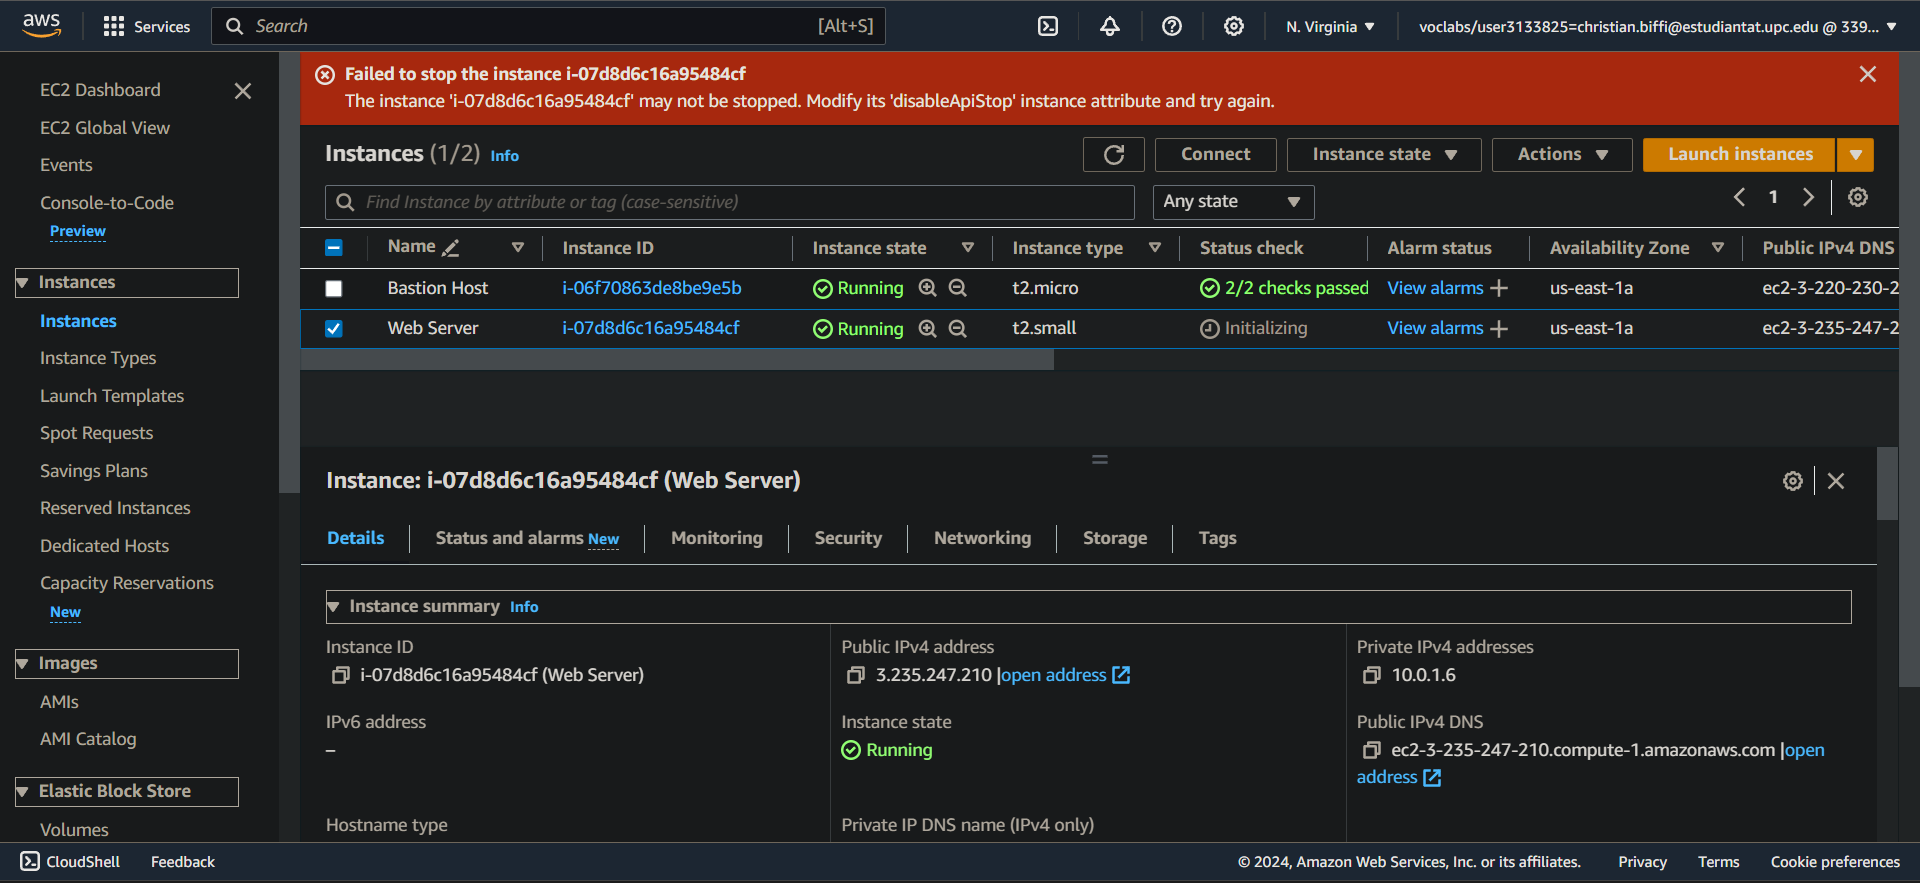 aws
Services
Search
[Alt+S]
N. Virginia
voclabs/user3133825=christian.biffi@estudiantat.upc.edu @ 339...
EC2 Dashboard
EC2 Global View
Events
Console-to-Code
Preview
Instances
Instances
Instance Types
Launch Templates
Spot Requests
Savings Plans
Reserved Instances
Dedicated Hosts
Capacity Reservations
New
Images
AMIs
AMI Catalog
Elastic Block Store
Volumes
Failed to stop the instance i-07d8d6c16a95484cf
The instance 'i-07d8d6c16a95484cf' may not be stopped. Modify its 'disableApiStop' instance attribute and try again.
Instances (1/2) Info
Connect
Instance state
Actions
Launch instances
Find Instance by attribute or tag (case-sensitive)
Any state
1
Name Instance ID Instance state Instance type Status check Alarm status Availability Zone Public IPv4 DNS
Bastion Host i-06f70863de8be9e5b Running t2.micro 2/2 checks passed View alarms us-east-1a ec2-3-220-230-2
Web Server i-07d8d6c16a95484cf Running t2.small Initializing View alarms us-east-1a ec2-3-235-247-2
Instance: i-07d8d6c16a95484cf (Web Server)
Details Status and alarms New Monitoring Security Networking Storage Tags
Instance summary Info
Instance ID
i-07d8d6c16a95484cf (Web Server)
Public IPv4 address
3.235.247.210 |open address
Private IPv4 addresses
10.0.1.6
IPv6 address
–
Instance state
Running
Public IPv4 DNS
ec2-3-235-247-210.compute-1.amazonaws.com |open
address
Hostname type
Private IP DNS name (IPv4 only)
CloudShell Feedback
© 2024, Amazon Web Services, Inc. or its affiliates. Privacy Terms Cookie preferences